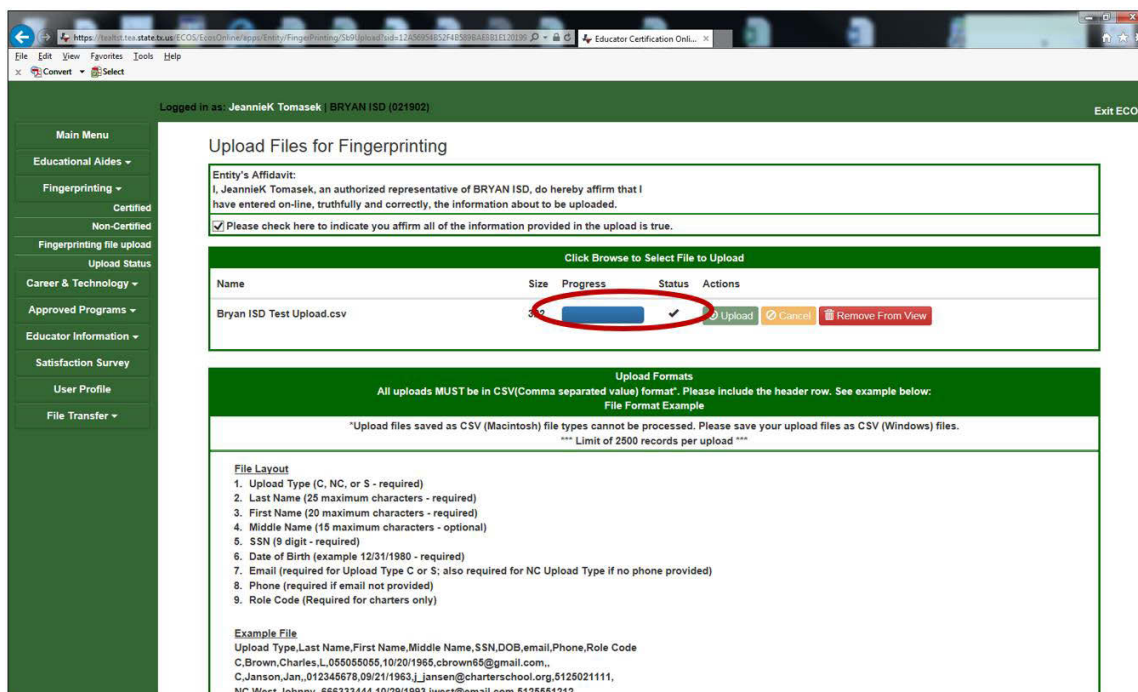 https://tealtst.tea.state.tx.us/ECOS/EcosOnline/apps/Entity/FingerPrinting/Sb9Upload?sid=
Educator Certification Onli...
File Edit View Favorites Tools Help
x Convert Select
Logged in as: JeannieK Tomasek | BRYAN ISD (021902)
Exit ECO
Main Menu
Educational Aides
Fingerprinting
Certified
Non-Certified
Fingerprinting file upload
Upload Status
Career & Technology
Approved Programs
Educator Information
Satisfaction Survey
User Profile
File Transfer
Upload Files for Fingerprinting
Entity's Affidavit:
I, JeannieK Tomasek, an authorized representative of BRYAN ISD, do hereby affirm that I
have entered on-line, truthfully and correctly, the information about to be uploaded.
Please check here to indicate you affirm all of the information provided in the upload is true.
Click Browse to Select File to Upload
Name Size Progress Status Actions
Bryan ISD Test Upload.csv Upload Cancel Remove From View
Upload Formats
All uploads MUST be in CSV(Comma separated value) format*. Please include the header row. See example below:
File Format Example
*Upload files saved as CSV (Macintosh) file types cannot be processed. Please save your upload files as CSV (Windows) files.
*** Limit of 2500 records per upload ***
File Layout
1. Upload Type (C, NC, or S - required)
2. Last Name (25 maximum characters - required)
3. First Name (20 maximum characters - required)
4. Middle Name (15 maximum characters - optional)
5. SSN (9 digit - required)
6. Date of Birth (example 12/31/1980 - required)
7. Email (required for Upload Type C or S; also required for NC Upload Type if no phone provided)
8. Phone (required if email not provided)
9. Role Code (Required for charters only)
Example File
Upload Type,Last Name,First Name,Middle Name,SSN,DOB,email,Phone,Role Code
C,Brown,Charles,L,055055055,10/20/1965,cbrown65@gmail.com,,
C,Janson,Jan,,012345678,09/21/1963,j_jansen@charterschool.org,5125021111,
NC,West,Johnny,,666333444,10/29/1993,jwest@email.com,5125551212,